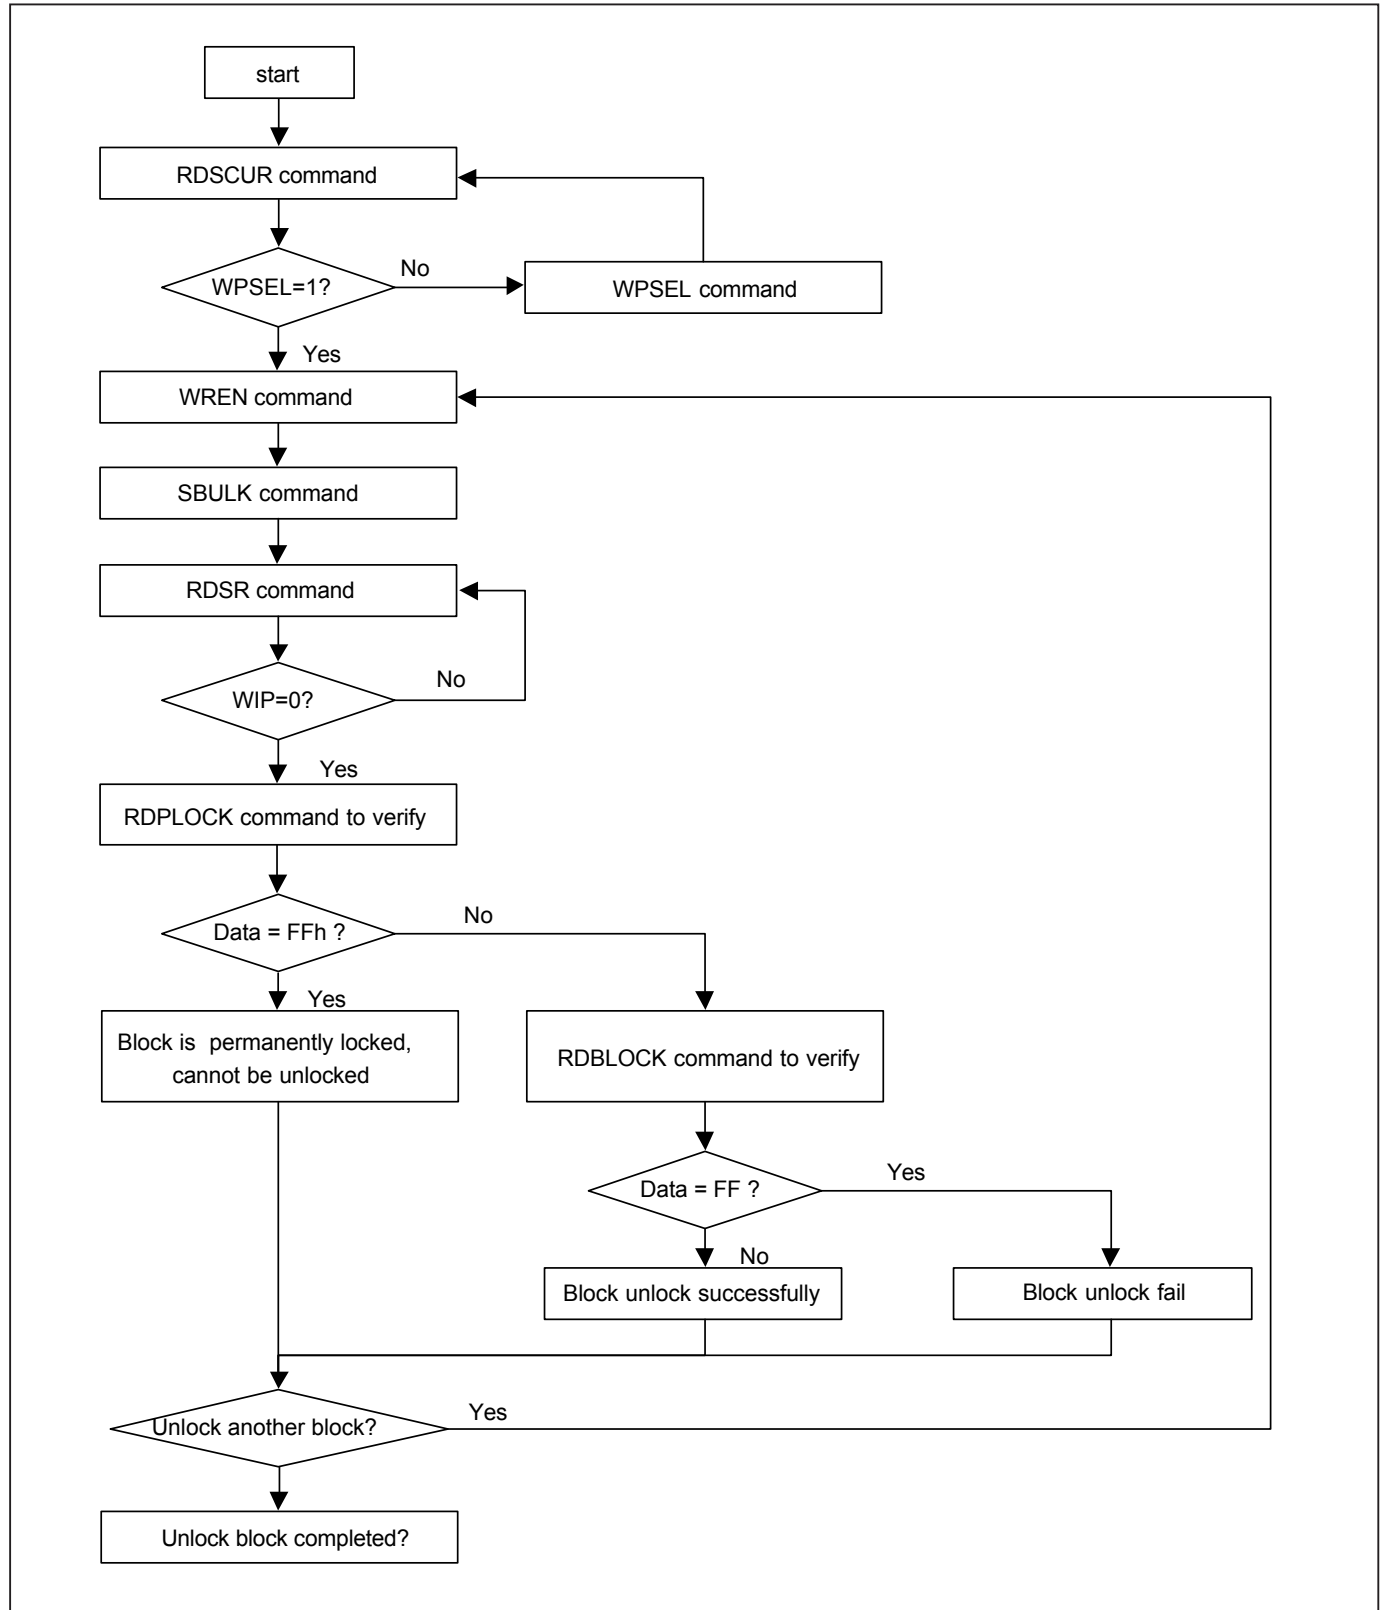 start
RDSCUR command
WPSEL=1?
No
WPSEL command
Yes
WREN command
SBULK command
RDSR command
WIP=0?
No
Yes
RDPLOCK command to verify
Data = FFh ?
No
Yes
Block is permanently locked,
cannot be unlocked
RDBLOCK command to verify
Data = FF ?
Yes
No
Block unlock successfully
Block unlock fail
Unlock another block?
Yes
Unlock block completed?